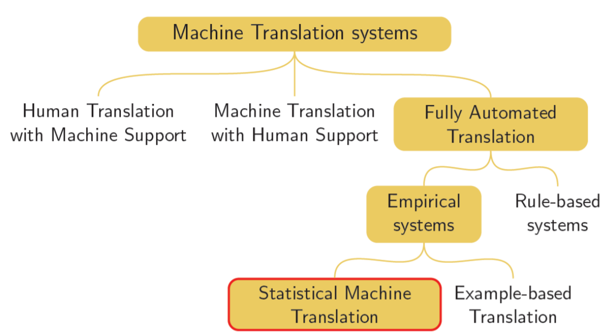 Machine Translation systems
Human Translation
with Machine Support
Machine Translation
with Human Support
Fully Automated
Translation
Empirical
systems
Rule-based
systems
Statistical Machine
Translation
Example-based
Translation